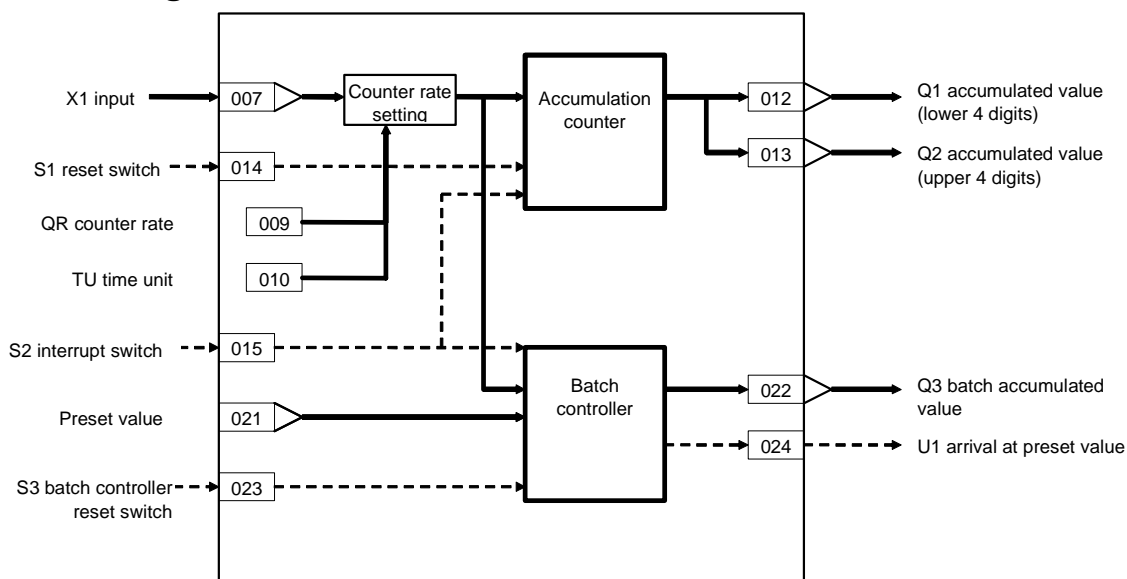 X1 input
007
Counter rate
setting
Accumulation
counter
012
Q1 accumulated value
(lower 4 digits)
013
Q2 accumulated value
(upper 4 digits)
S1 reset switch
014
QR counter rate
009
TU time unit
010
S2 interrupt switch
015
Batch
controller
022
Q3 batch accumulated
value
Preset value
021
024
U1 arrival at preset value
S3 batch controller
reset switch
023